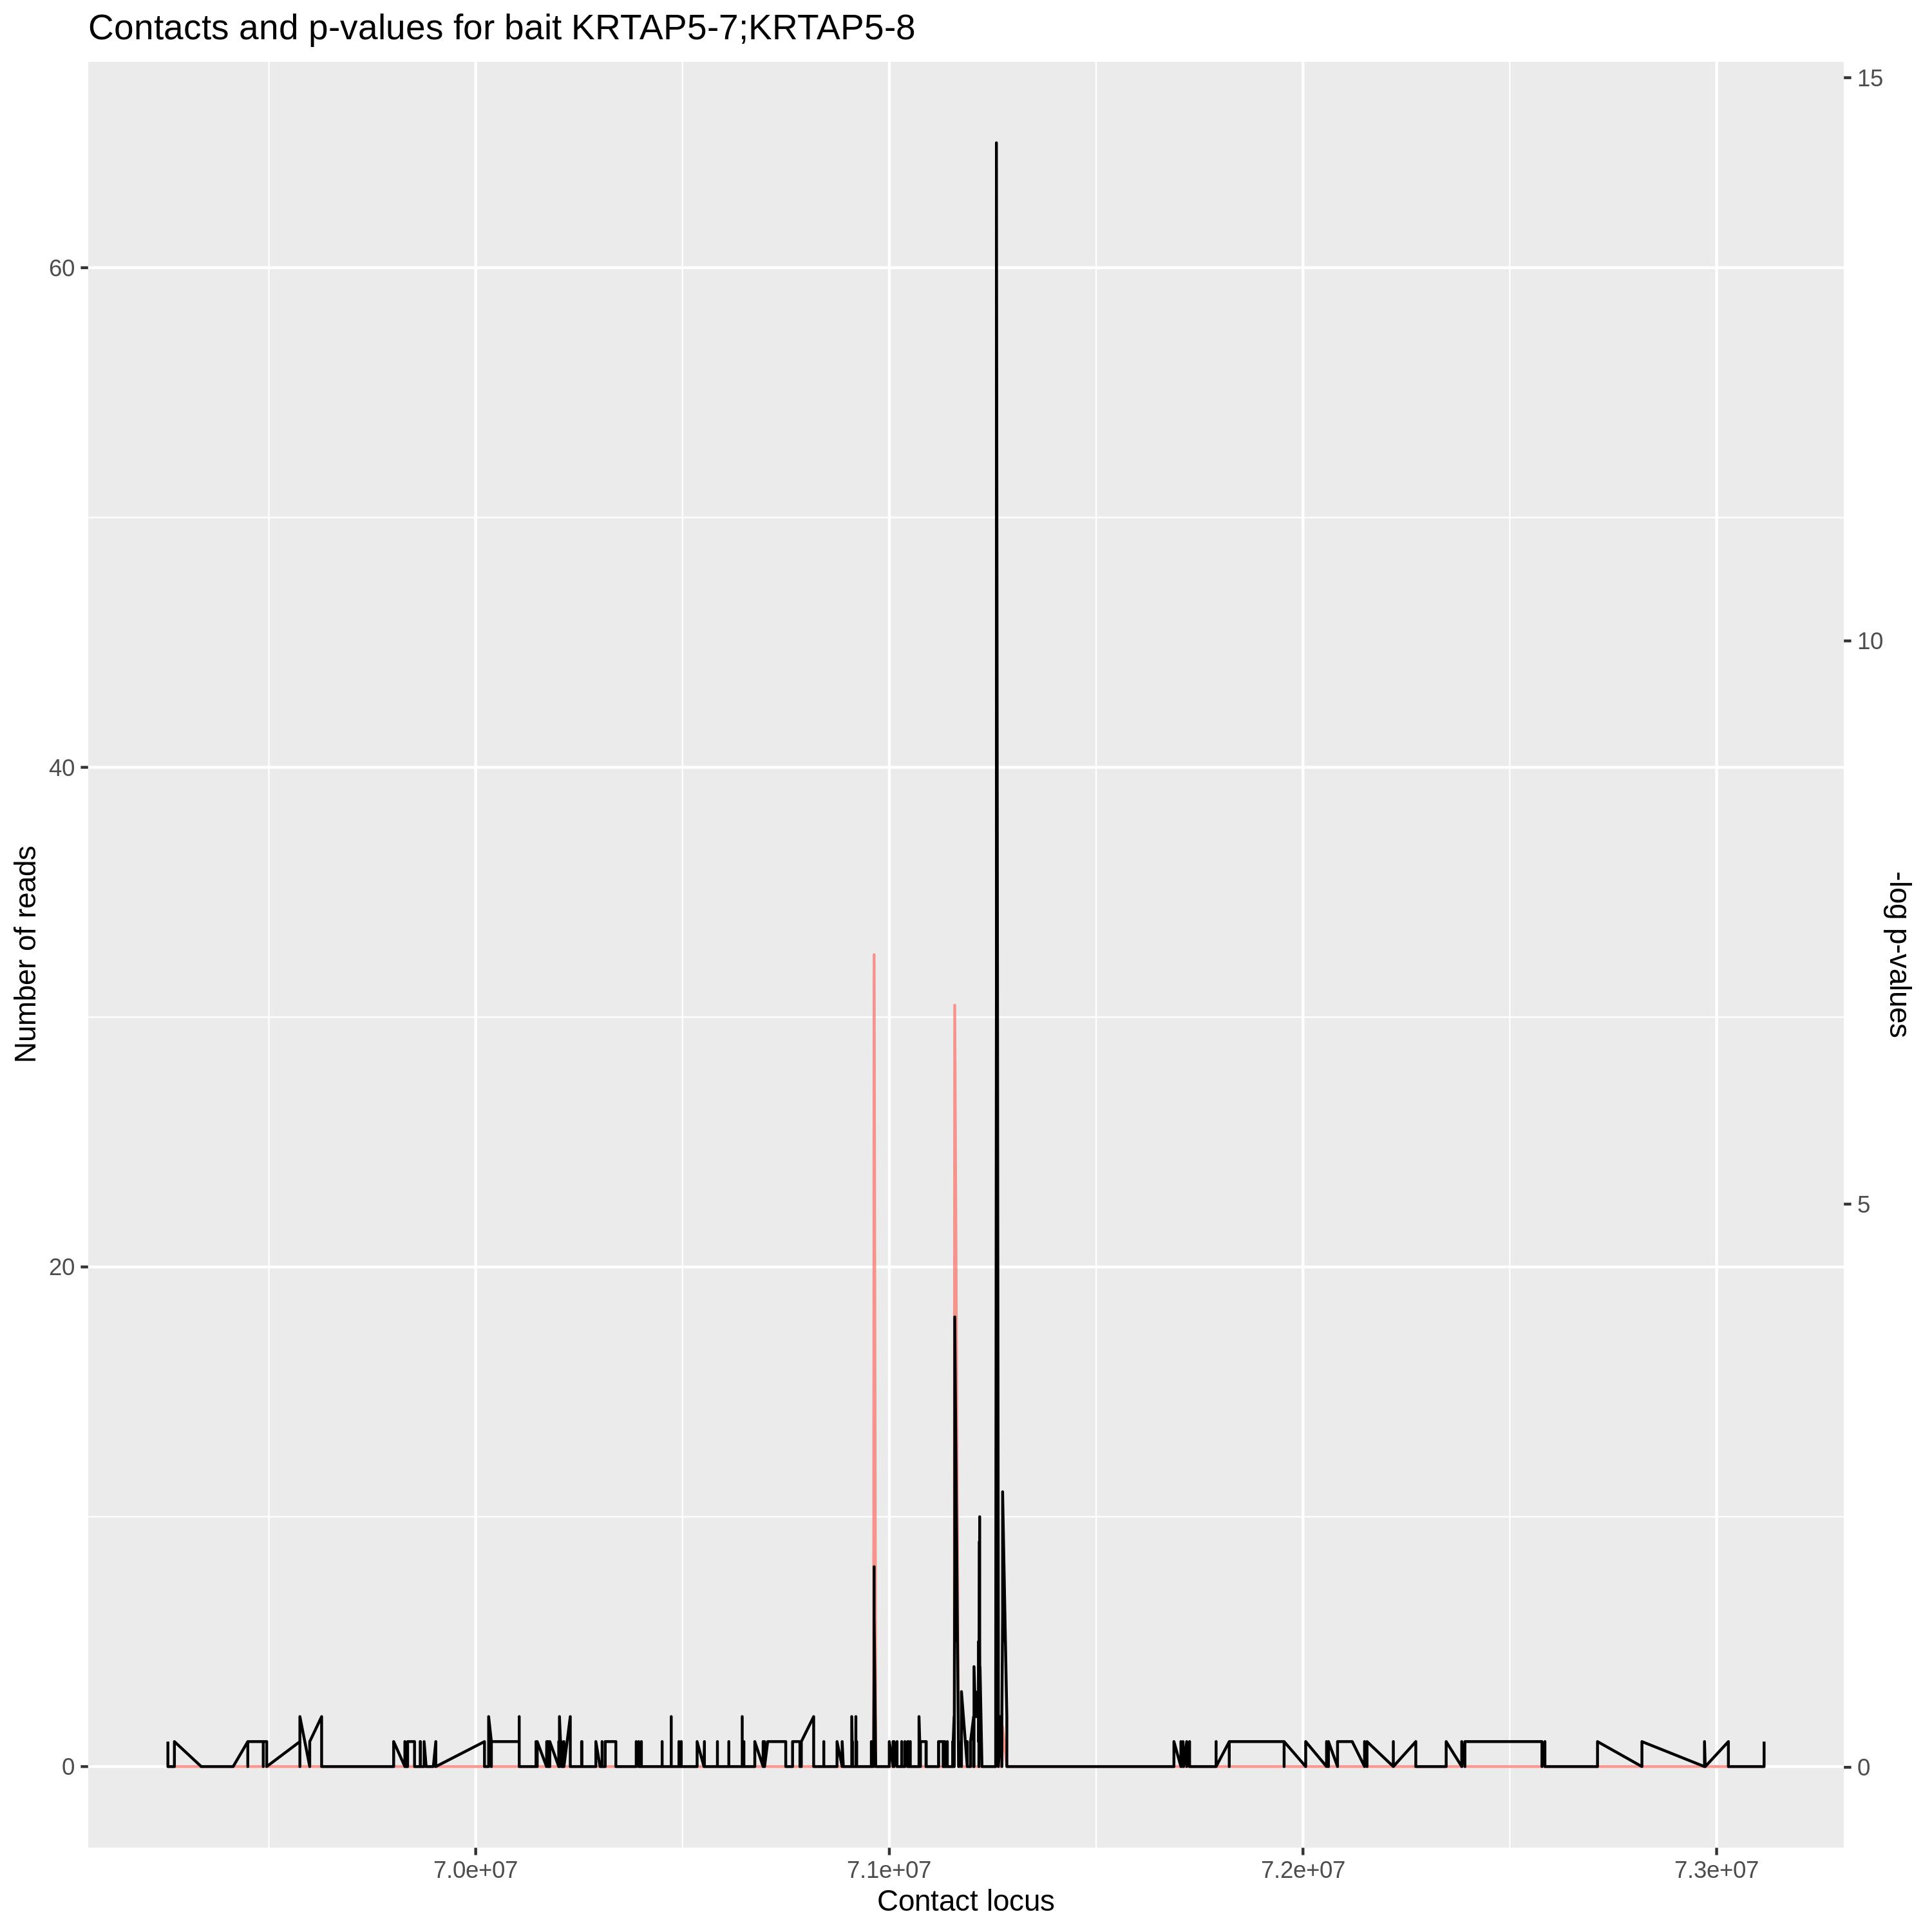 Contacts and p-values for bait KRTAP5-7;KRTAP5-8
15
60
10
40
Number of reads
-log p-values
5
20
0
0
7.0e+07
7.1e+07
7.2e+07
7.3e+07
Contact locus